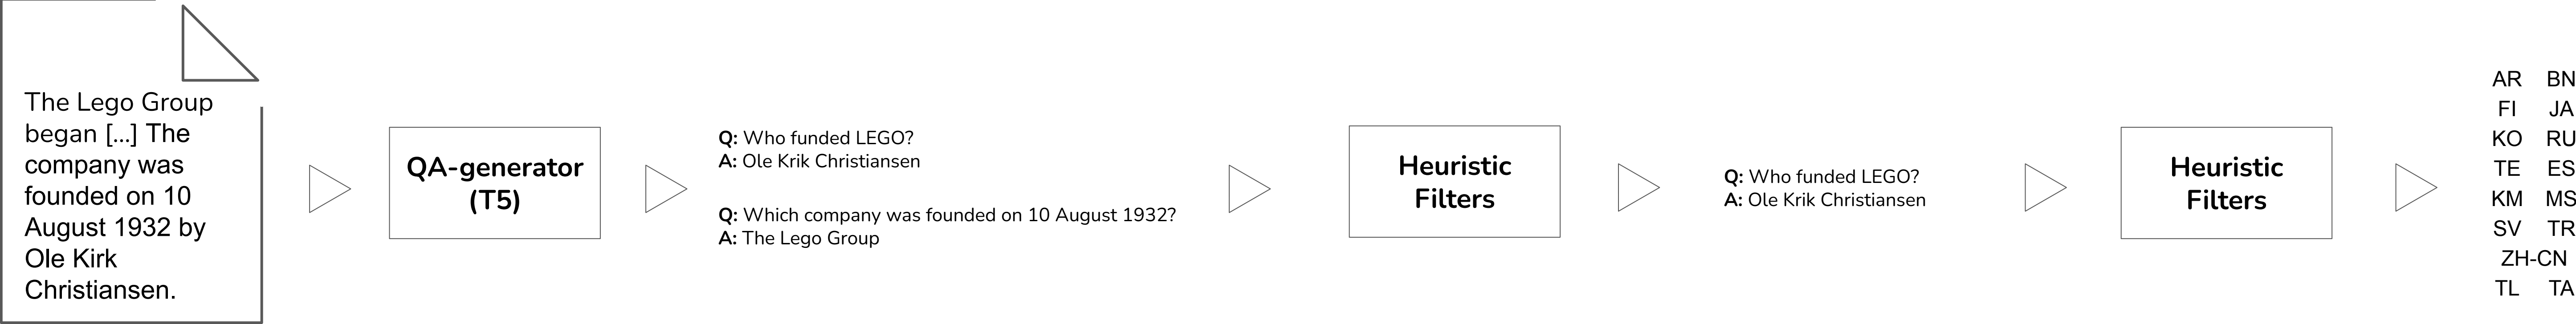 The Lego Group
began [...] The
company was
founded on 10
August 1932 by
Ole Kirk
Christiansen.
QA-generator
(T5)
Q: Who funded LEGO?
A: Ole Krik Christiansen
Q: Which company was founded on 10 August 1932?
A: The Lego Group
Heuristic
Filters
Q: Who funded LEGO?
A: Ole Krik Christiansen
Heuristic
Filters
AR BN
FI JA
KO RU
TE ES
KM MS
SV TR
ZH-CN
TL TA